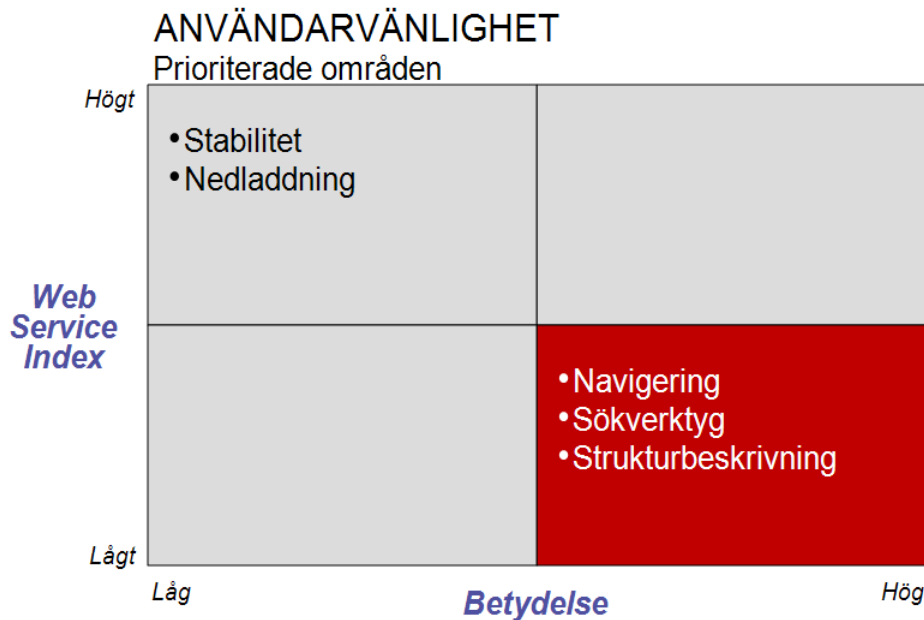 ANVÄNDARVÄNLIGHET
Prioriterade områden
Högt
• Stabilitet
• Nedladdning
Web
Service
Index
• Navigering
• Sökverktyg
• Strukturbeskrivning
Lågt
Låg
Betydelse
Hög